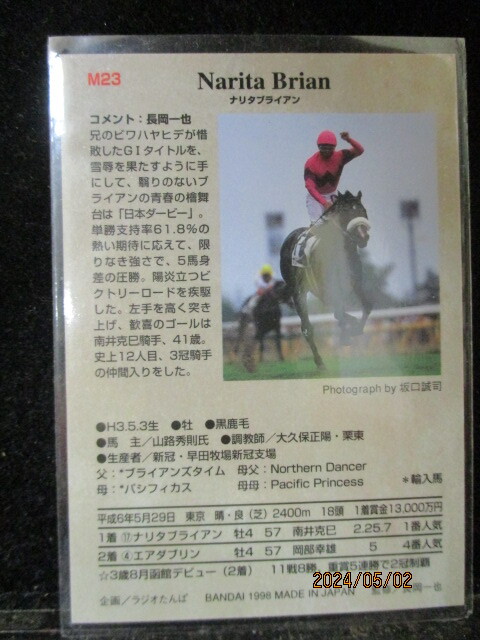 M23
Narita Brian
ナリタブライアン
コメント:長岡一也
兄のビワハヤヒデが惜
敗したGⅠタイトルを、
雪辱を果たすように手
にして、翳りのないブ
ライアンの青春の檜舞
台は「日本ダービー」。
単勝支持率61.8%の
熱い期待に応えて、限
りなき強さで、5馬身
差の圧勝。陽炎立つビ
クトリーロードを疾駆
した。左手を高く突き
上げ、歓喜のゴールは
南井克巳騎手、41歳。
史上12人目、3冠騎手
の仲間入りをした。
Photograph by 坂口誠司
●H3.5.3生 ●牡 ●黒鹿毛
●馬 主/山路秀則氏 ●調教師/大久保正陽・栗東
●生産者/新冠・早田牧場新冠支場
父:*ブライアンズタイム 母父:Northern Dancer
母:*パシフィカス 母母:Pacific Princess *輸入馬
平成6年5月29日 東京 晴・良(芝)2400m 18頭 1着賞金13,000万円
1着 ⑰ ナリタブライアン 牡4 57 南井克巳 2.25.7 1番人気
2着 ④ エアダブリン 牡4 57 岡部幸雄 5 4番人気
☆3歳8月函館デビュー(2着) 11戦8勝、重賞5連勝で2冠制覇
企画/ラジオたんぱ BANDAI 1998 MADE IN JAPAN 監修/長岡一也
2024/05/02